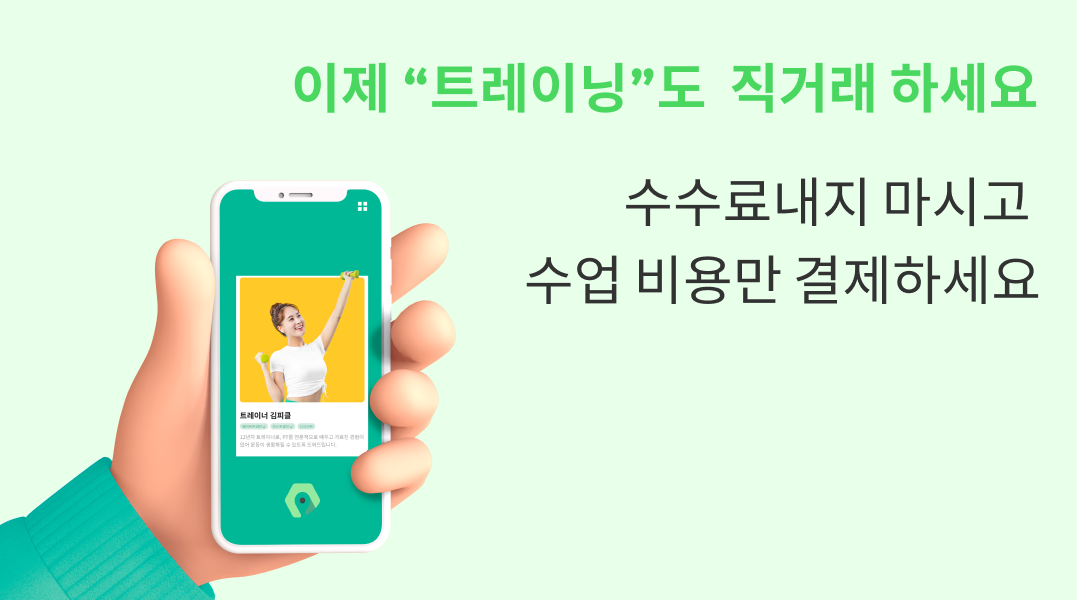 이제 “트레이닝”도 직거래 하세요
수수료내지 마시고
수업 비용만 결제하세요
트레이너 김피클